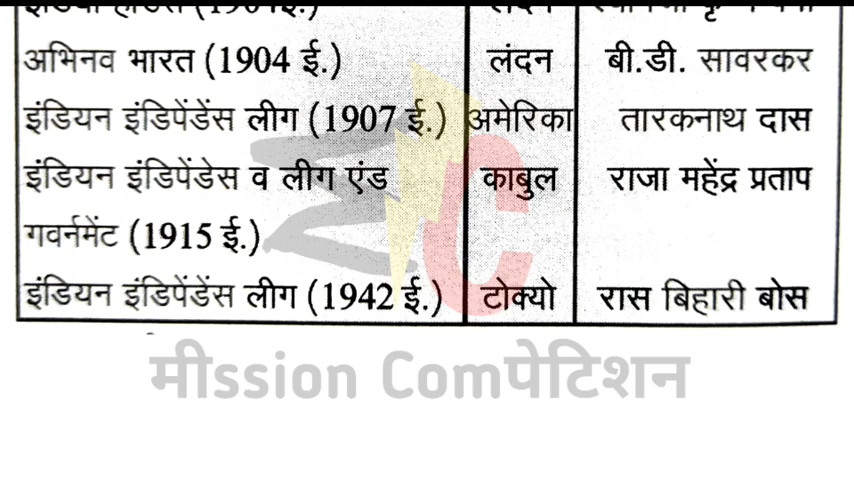 अभिनव भारत (1904 ई.) लंदन बी.डी. सावरकर
इंडियन इंडिपेंडेंस लीग (1907 ई.) अमेरिका तारकनाथ दास
इंडियन इंडिपेंडेस व लीग एंड काबुल राजा महेंद्र प्रताप
गवर्नमेंट (1915 ई.)
इंडियन इंडिपेंडेंस लीग (1942 ई.) टोक्यो रास बिहारी बोस
मीssion Comपेटिशन